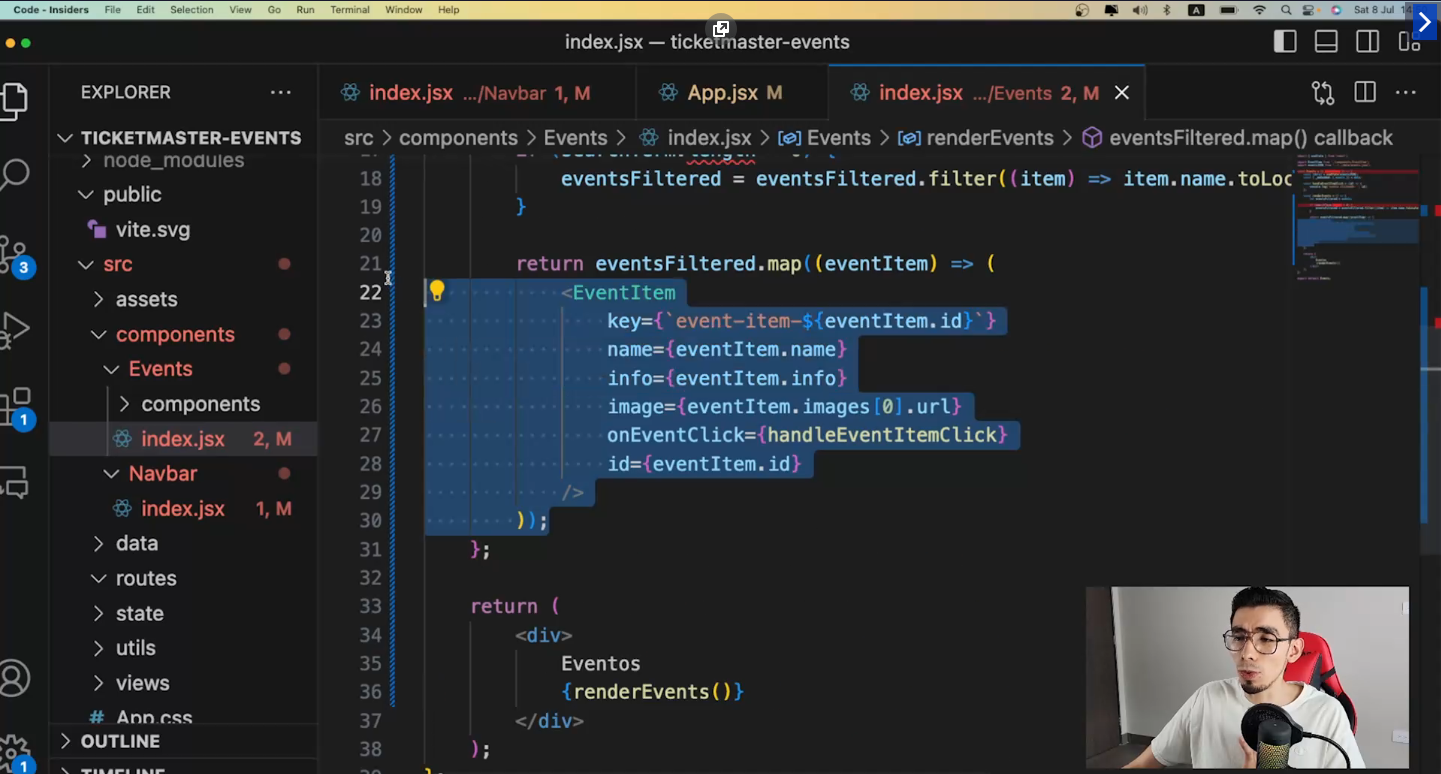 Code - Insiders File Edit Selection View Go Run Terminal Window Help A Sat 8 Jul
index.jsx — ticketmaster-events
EXPLORER
index.jsx .../Navbar 1, M
App.jsx M
index.jsx .../Events 2, M
TICKETMASTER-EVENTS
node_modules
public
vite.svg
src
assets
components
Events
components
index.jsx 2, M
Navbar
index.jsx 1, M
data
routes
state
utils
views
# App.css
OUTLINE
TIMELINE
3
1
1
src > components > Events > index.jsx > Events > renderEvents > eventsFiltered.map() callback
18 eventsFiltered = eventsFiltered.filter((item) => item.name.toLoc
19 }
20
21 return eventsFiltered.map((eventItem) => (
22 <EventItem
23 key={`event-item-${eventItem.id}`}
24 name={eventItem.name}
25 info={eventItem.info}
26 image={eventItem.images[0].url}
27 onEventClick={handleEventItemClick}
28 id={eventItem.id}
29 />
30 ));
31 };
32
33 return (
34 <div>
35 Eventos
36 {renderEvents()}
37 </div>
38 );